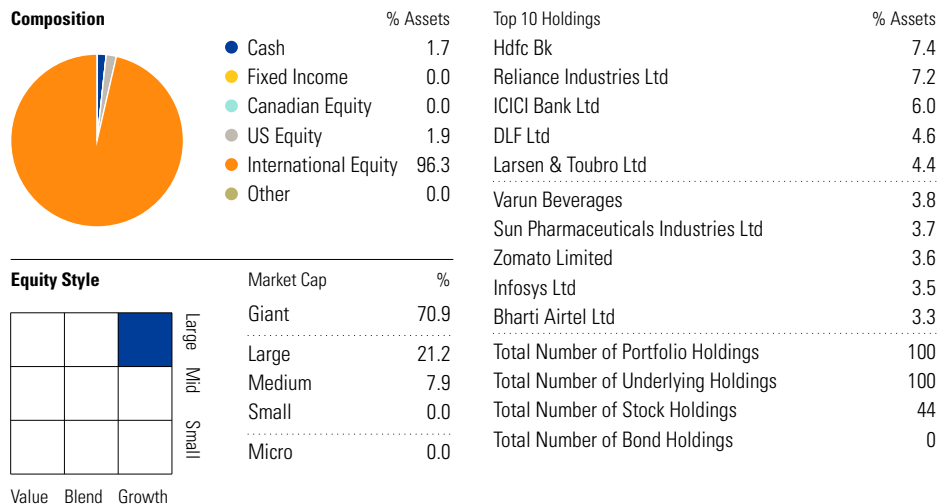 Composition % Assets
Cash 1.7
Fixed Income 0.0
Canadian Equity 0.0
US Equity 1.9
International Equity 96.3
Other 0.0
Equity Style
Large
Mid
Small
Value Blend Growth
Market Cap %
Giant 70.9
Large 21.2
Medium 7.9
Small 0.0
Micro 0.0
Top 10 Holdings % Assets
Hdfc Bk 7.4
Reliance Industries Ltd 7.2
ICICI Bank Ltd 6.0
DLF Ltd 4.6
Larsen & Toubro Ltd 4.4
Varun Beverages 3.8
Sun Pharmaceuticals Industries Ltd 3.7
Zomato Limited 3.6
Infosys Ltd 3.5
Bharti Airtel Ltd 3.3
Total Number of Portfolio Holdings 100
Total Number of Underlying Holdings 100
Total Number of Stock Holdings 44
Total Number of Bond Holdings 0